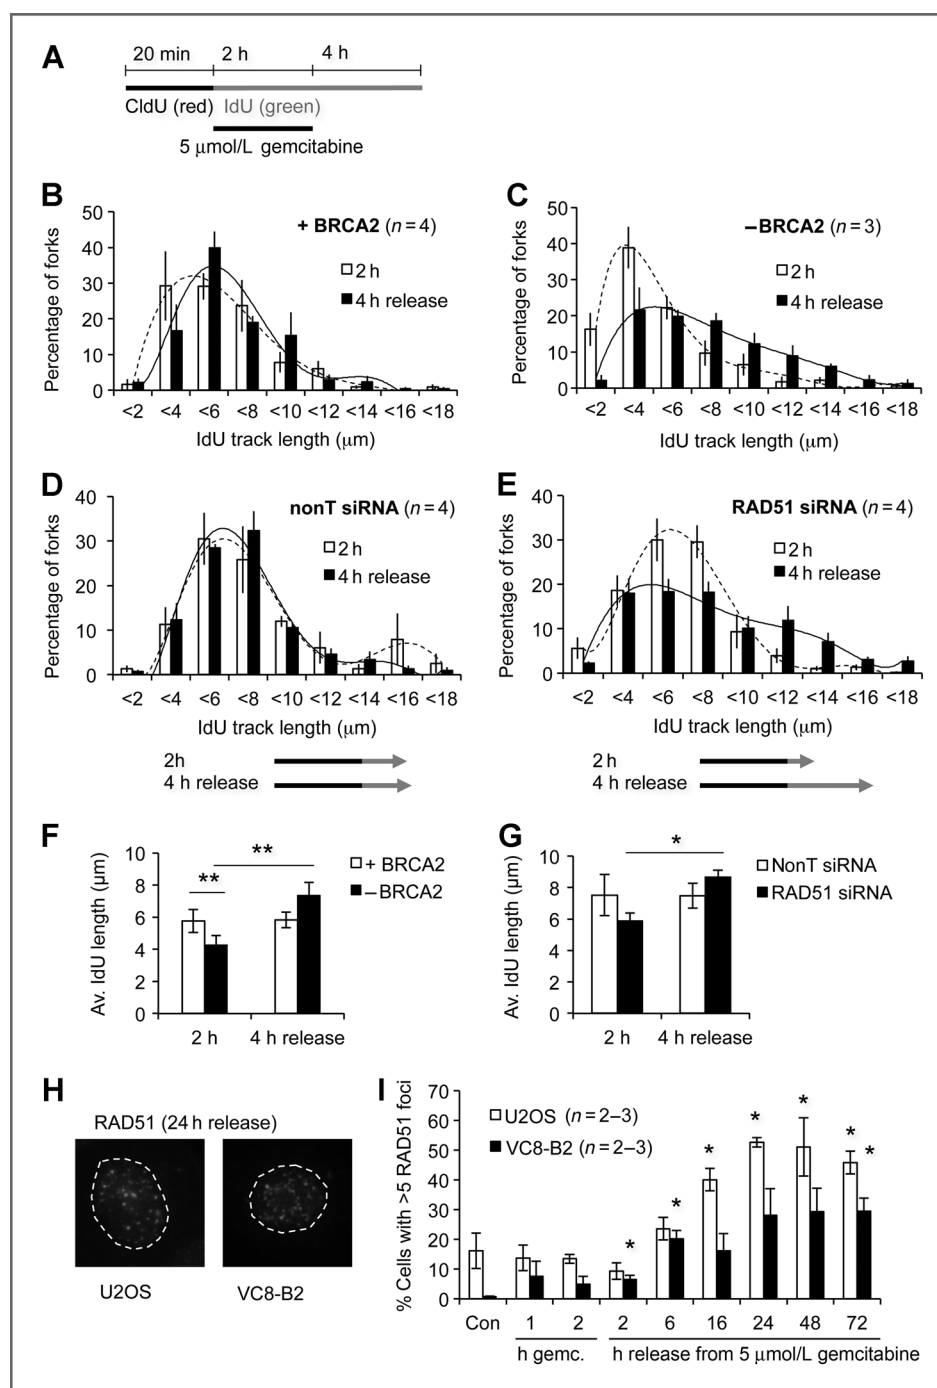 A
20 min 2 h 4 h
CldU (red) IdU (green)
5 μmol/L gemcitabine
B
+ BRCA2 (n = 4)
2 h
4 h release
Percentage of forks
50
40
30
20
10
0
<2 <4 <6 <8 <10 <12 <14 <16 <18
IdU track length (μm)
C
–BRCA2 (n = 3)
2 h
4 h release
Percentage of forks
50
40
30
20
10
0
<2 <4 <6 <8 <10 <12 <14 <16 <18
IdU track length (μm)
D
nonT siRNA (n = 4)
2 h
4 h release
Percentage of forks
40
30
20
10
0
<2 <4 <6 <8 <10 <12 <14 <16 <18
IdU track length (μm)
2h
4 h release
E
RAD51 siRNA (n = 4)
2 h
4 h release
Percentage of forks
40
30
20
10
0
<2 <4 <6 <8 <10 <12 <14 <16 <18
IdU track length (μm)
2h
4 h release
F
** **
+ BRCA2
– BRCA2
Av. IdU length (μm)
10
8
6
4
2
0
2 h 4 h release
G
*
NonT siRNA
RAD51 siRNA
Av. IdU length (μm)
10
8
6
4
2
0
2 h 4 h release
H
RAD51 (24 h release)
U2OS VC8-B2
I
U2OS (n = 2–3)
VC8-B2 (n = 2–3)
% Cells with >5 RAD51 foci
70
60
50
40
30
20
10
0
* * * * * * *
Con 1 2 2 6 16 24 48 72
h gemc. h release from 5 μmol/L gemcitabine